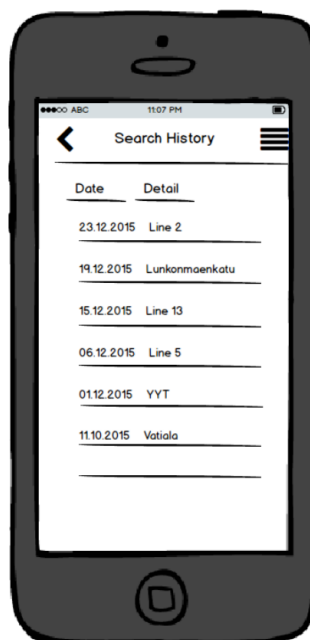 ABC 11:07 PM
Search History
Date Detail
23.12.2015 Line 2
19.12.2015 Lunkonmaenkatu
15.12.2015 Line 13
06.12.2015 Line 5
01.12.2015 YYT
11.10.2015 Vatiala